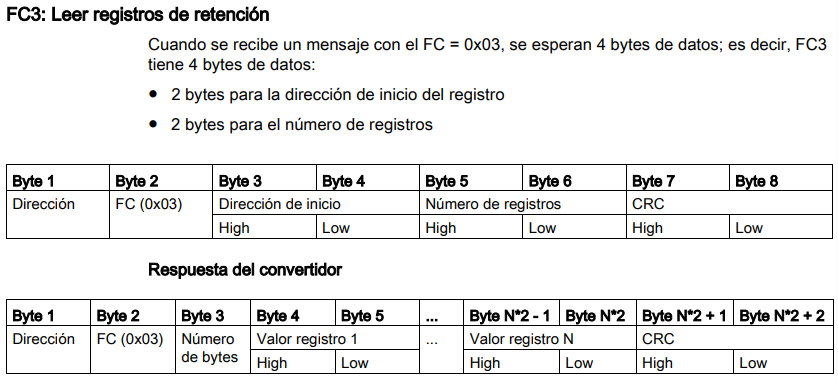 FC3: Leer registros de retención
Cuando se recibe un mensaje con el FC = 0x03, se esperan 4 bytes de datos; es decir, FC3
tiene 4 bytes de datos:
• 2 bytes para la dirección de inicio del registro
• 2 bytes para el número de registros
Byte 1 Byte 2 Byte 3 Byte 4 Byte 5 Byte 6 Byte 7 Byte 8
Dirección FC (0x03) Dirección de inicio Número de registros CRC
High Low High Low High Low
Respuesta del convertidor
Byte 1 Byte 2 Byte 3 Byte 4 Byte 5 ... Byte N*2 - 1 Byte N*2 Byte N*2 + 1 Byte N*2 + 2
Dirección FC (0x03) Número Valor registro 1 ... Valor registro N CRC
de bytes High Low High Low High Low